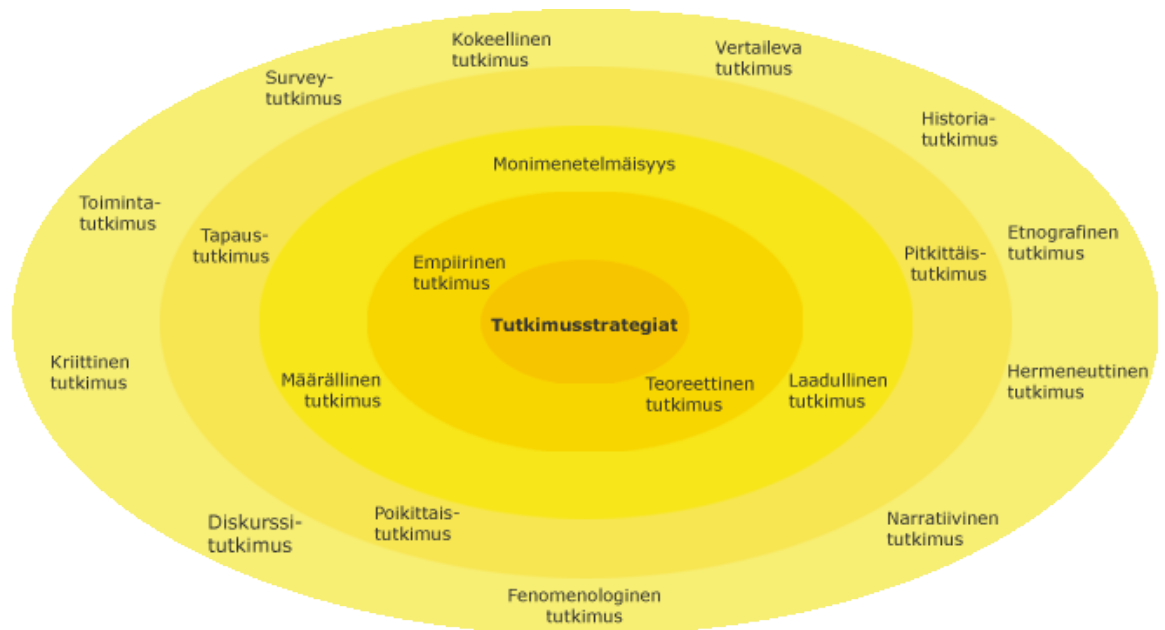 Kokeellinen
tutkimus
Vertaileva
tutkimus
Survey-
tutkimus
Historia-
tutkimus
Monimenetelmäisyys
Toiminta-
tutkimus
Tapaus-
tutkimus
Etnografinen
tutkimus
Pitkittäis-
tutkimus
Empiirinen
tutkimus
Tutkimusstrategiat
Kriittinen
tutkimus
Määrällinen
tutkimus
Teoreettinen
tutkimus
Laadullinen
tutkimus
Hermeneuttinen
tutkimus
Diskurssi-
tutkimus
Poikittais-
tutkimus
Narratiivinen
tutkimus
Fenomenologinen
tutkimus